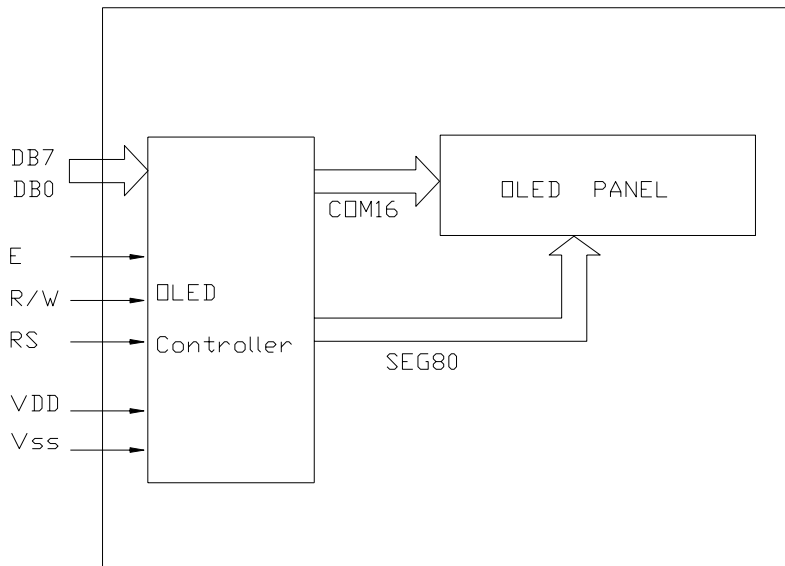 DB7
DB0
COM16
OLED PANEL
E
R/W
OLED
RS
Controller
SEG80
VDD
Vss